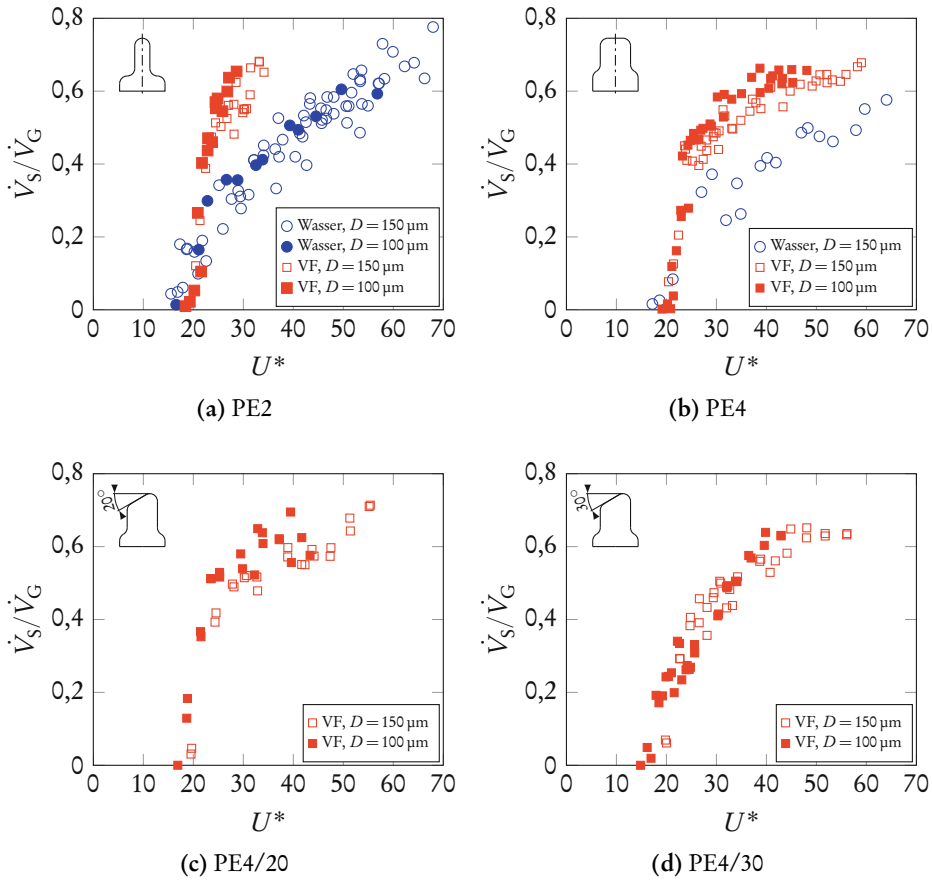 0,8
0,6
0,4
0,2
0
V̇S/V̇G
Wasser, D = 150 µm
Wasser, D = 100 µm
VF, D = 150 µm
VF, D = 100 µm
0 10 20 30 40 50 60 70
U*
(a) PE2
0,8
0,6
0,4
0,2
0
V̇S/V̇G
Wasser, D = 150 µm
VF, D = 150 µm
VF, D = 100 µm
0 10 20 30 40 50 60 70
U*
(b) PE4
0,8
0,6
0,4
0,2
0
V̇S/V̇G
20°
VF, D = 150 µm
VF, D = 100 µm
0 10 20 30 40 50 60 70
U*
(c) PE4/20
0,8
0,6
0,4
0,2
0
V̇S/V̇G
30°
VF, D = 150 µm
VF, D = 100 µm
0 10 20 30 40 50 60 70
U*
(d) PE4/30